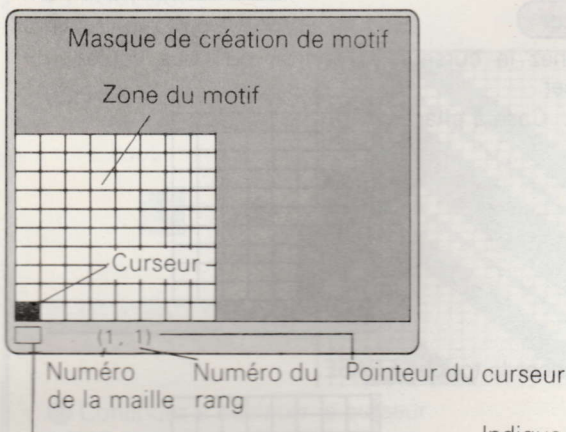 Masque de création de motif
Zone du motif
Curseur
(1, 1)
Numéro de la maille
Numéro du rang
Pointeur du curseur
Indique